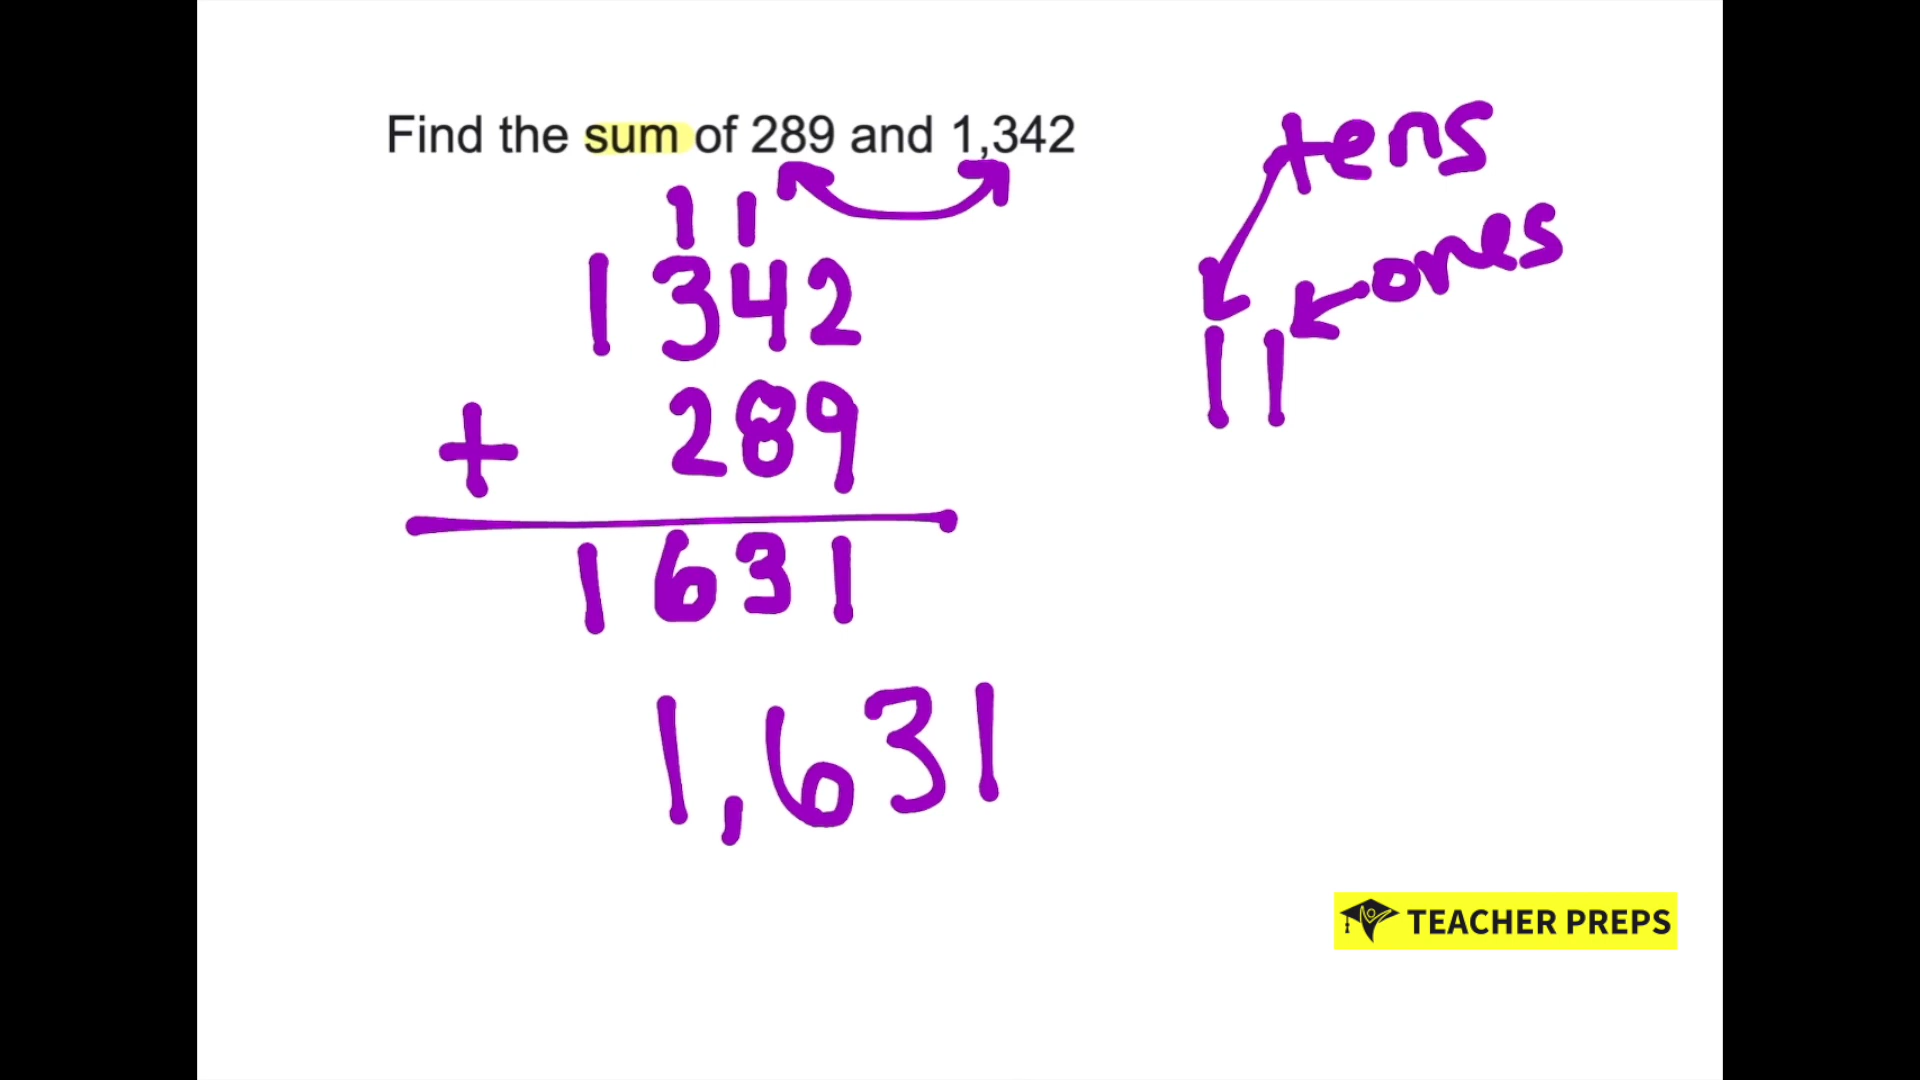 Find the sum of 289 and 1,342
tens
ones
11
11
1342
+ 289
1631
1,631
TEACHER PREPS